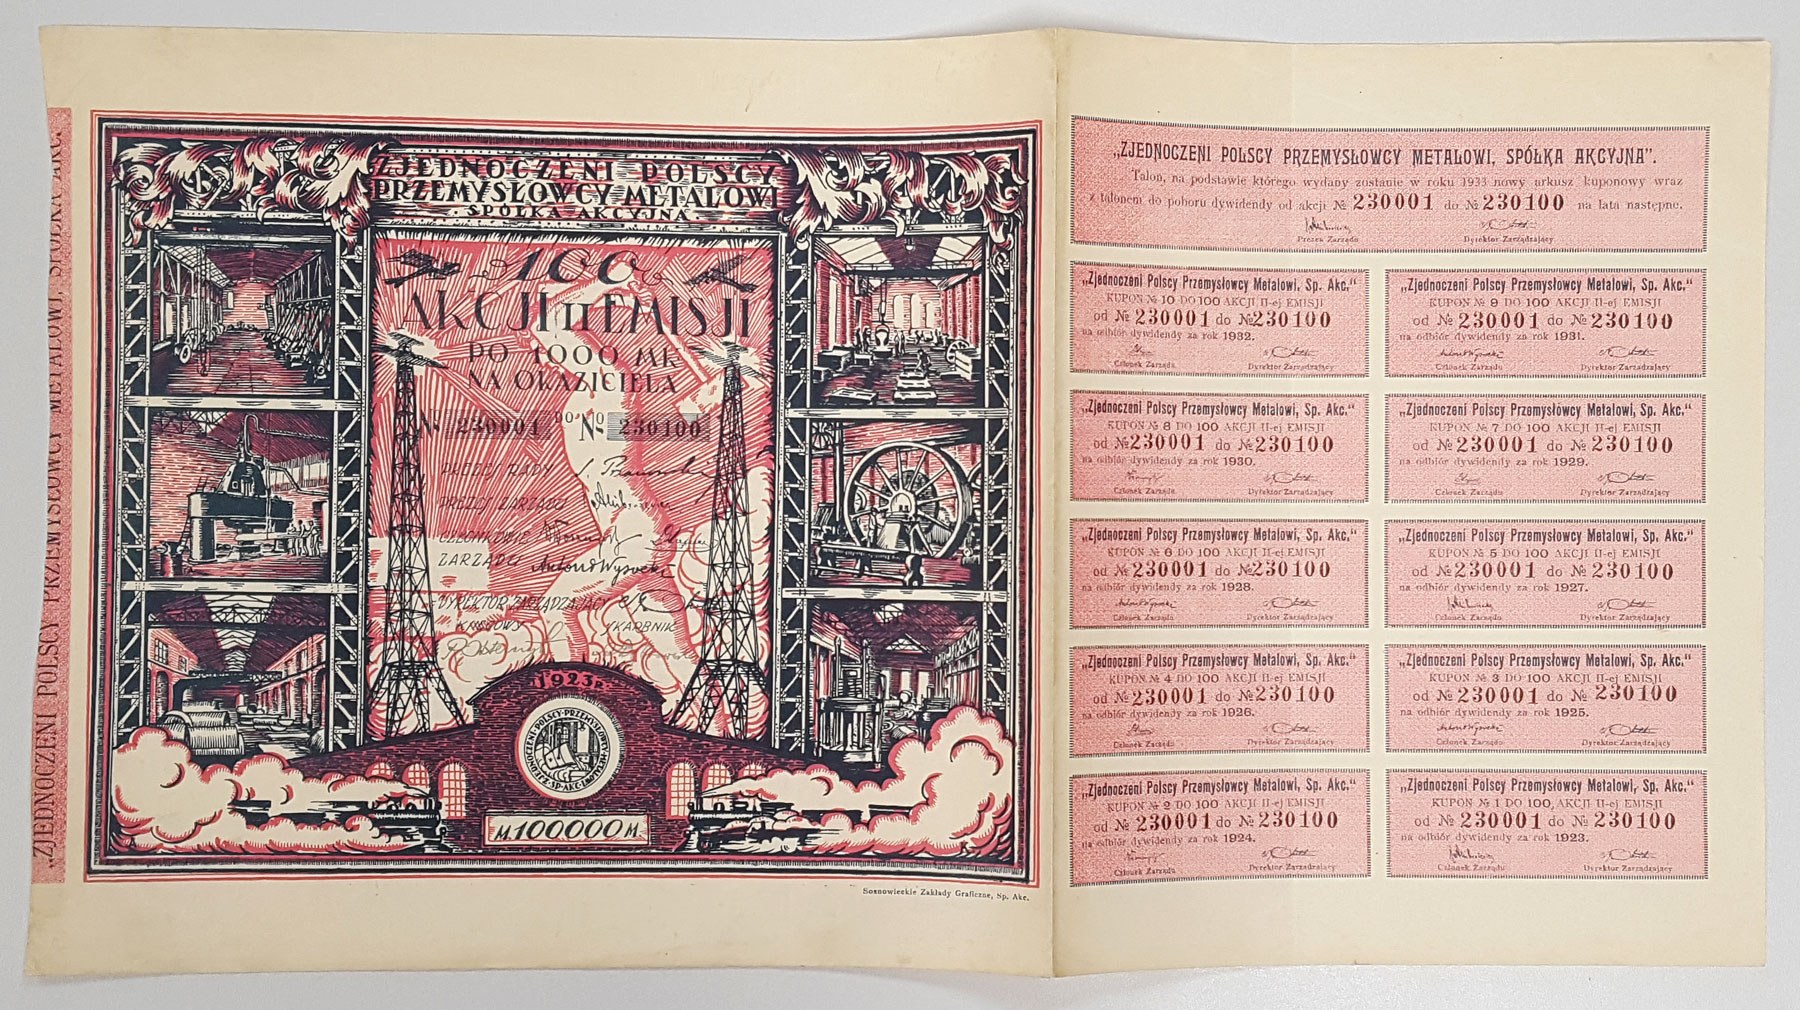 „ZJEDNOCZENI POLSCY PRZEMYSŁOWCY METALOWI, SPÓŁKA AKC.
ZJEDNOCZENI POLSCY
PRZEMYSŁOWCY METALOWI
SPÓŁKA AKCYJNA
100
AKCJI II EMISJI
PO 1000 MK
NA OKAZICIELA
No 230001 DO No 230100
PREZES RADY
PREZES ZARZĄDU
CZŁONKOWIE
ZARZĄDU Antoni Wysocki
DYREKTOR ZARZĄDZAJĄCY
KSIĘGOWY SKARBNIK
1923 R.
ZJEDNOCZENI·POLSCY·PRZEMYSŁOWCY·METALOWI·SP·AKC·
M. 100000 M.
Sosnowieckie Zakłady Graficzne, Sp. Akc.
„ZJEDNOCZENI POLSCY PRZEMYSŁOWCY METALOWI, SPÓŁKA AKCYJNA”.
Talon, na podstawie którego wydany zostanie w roku 1933 nowy arkusz kuponowy wraz
z talonem do poboru dywidendy od akcji № 230001 do № 230100 na lata następne.
Prezes Zarządu Dyrektor Zarządzający
„Zjednoczeni Polscy Przemysłowcy Metalowi, Sp. Akc.“
KUPON № 10 DO 100 AKCJI II-ej EMISJI
od № 230001 do № 230100
na odbiór dywidendy za rok 1932.
Członek Zarządu Dyrektor Zarządzający
„Zjednoczeni Polscy Przemysłowcy Metalowi, Sp. Akc.“
KUPON № 9 DO 100 AKCJI II-ej EMISJI
od № 230001 do № 230100
na odbiór dywidendy za rok 1931.
Antoni Wysocki
Członek Zarządu Dyrektor Zarządzający
„Zjednoczeni Polscy Przemysłowcy Metalowi, Sp. Akc.“
KUPON № 8 DO 100 AKCJI II-ej EMISJI
od № 230001 do № 230100
na odbiór dywidendy za rok 1930.
Członek Zarządu Dyrektor Zarządzający
„Zjednoczeni Polscy Przemysłowcy Metalowi, Sp. Akc.“
KUPON № 7 DO 100 AKCJI II-ej EMISJI
od № 230001 do № 230100
na odbiór dywidendy za rok 1929.
Członek Zarządu Dyrektor Zarządzający
„Zjednoczeni Polscy Przemysłowcy Metalowi, Sp. Akc.“
KUPON № 6 DO 100 AKCJI II-ej EMISJI
od № 230001 do № 230100
na odbiór dywidendy za rok 1928.
Antoni Wysocki
Członek Zarządu Dyrektor Zarządzający
„Zjednoczeni Polscy Przemysłowcy Metalowi, Sp. Akc.“
KUPON № 5 DO 100 AKCJI II-ej EMISJI
od № 230001 do № 230100
na odbiór dywidendy za rok 1927.
Członek Zarządu Dyrektor Zarządzający
„Zjednoczeni Polscy Przemysłowcy Metalowi, Sp. Akc.“
KUPON № 4 DO 100 AKCJI II-ej EMISJI
od № 230001 do № 230100
na odbiór dywidendy za rok 1926.
Członek Zarządu Dyrektor Zarządzający
„Zjednoczeni Polscy Przemysłowcy Metalowi, Sp. Akc.“
KUPON № 3 DO 100 AKCJI II-ej EMISJI
od № 230001 do № 230100
na odbiór dywidendy za rok 1925.
Antoni Wysocki
Członek Zarządu Dyrektor Zarządzający
„Zjednoczeni Polscy Przemysłowcy Metalowi, Sp. Akc.“
KUPON № 2 DO 100 AKCJI II-ej EMISJI
od № 230001 do № 230100
na odbiór dywidendy za rok 1924.
Członek Zarządu Dyrektor Zarządzający
„Zjednoczeni Polscy Przemysłowcy Metalowi, Sp. Akc.“
KUPON № 1 DO 100, AKCJI II-ej EMISJI
od № 230001 do № 230100
na odbiór dywidendy za rok 1923.
Członek Zarządu Dyrektor Zarządzający